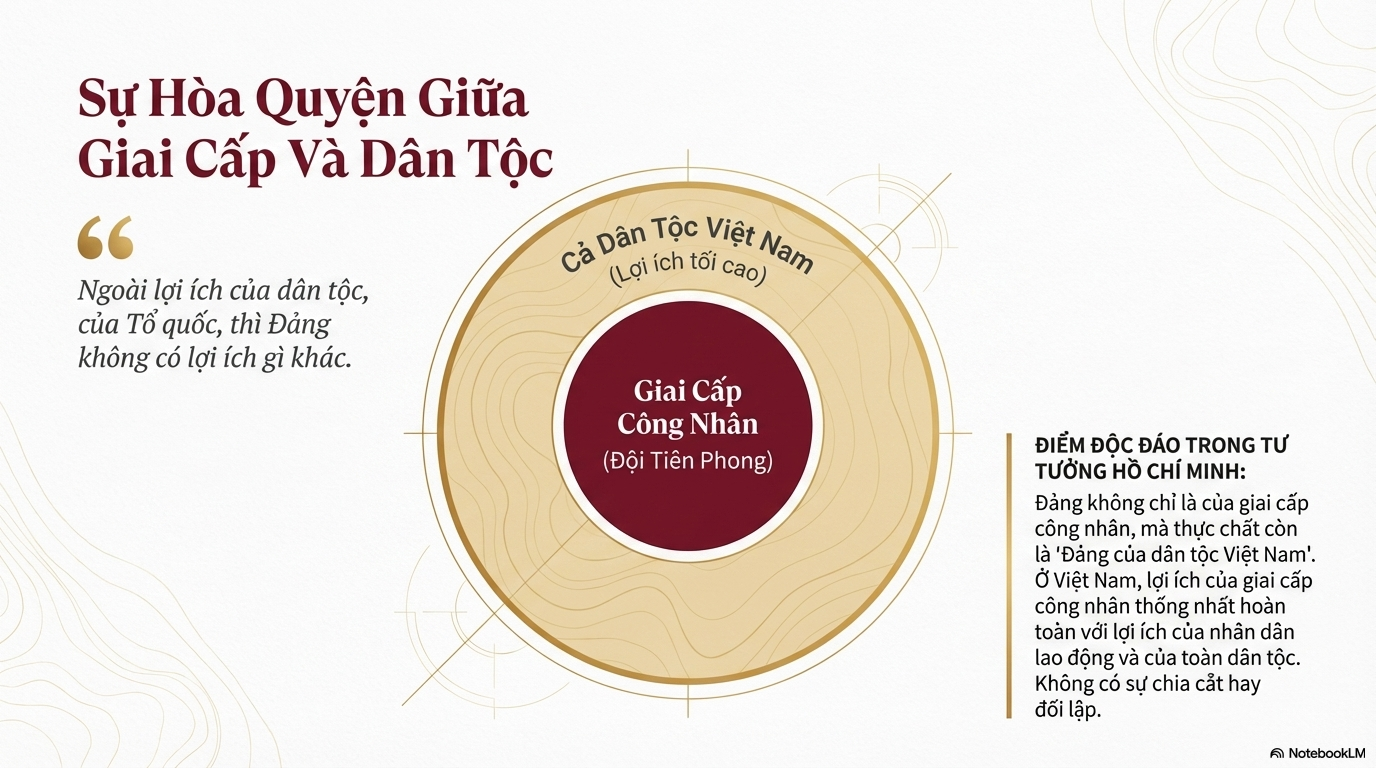 Sự Hòa Quyện Giữa
Giai Cấp Và Dân Tộc
Ngoài lợi ích của dân tộc,
của Tổ quốc, thì Đảng
không có lợi ích gì khác.
Cả Dân Tộc Việt Nam
(Lợi ích tối cao)
Giai Cấp
Công Nhân
(Đội Tiên Phong)
ĐIỂM ĐỘC ĐÁO TRONG TƯ
TƯỞNG HỒ CHÍ MINH:
Đảng không chỉ là của giai cấp
công nhân, mà thực chất còn
là 'Đảng của dân tộc Việt Nam'.
Ở Việt Nam, lợi ích của giai cấp
công nhân thống nhất hoàn
toàn với lợi ích của nhân dân
lao động và của toàn dân tộc.
Không có sự chia cắt hay
đối lập.
NotebookLM